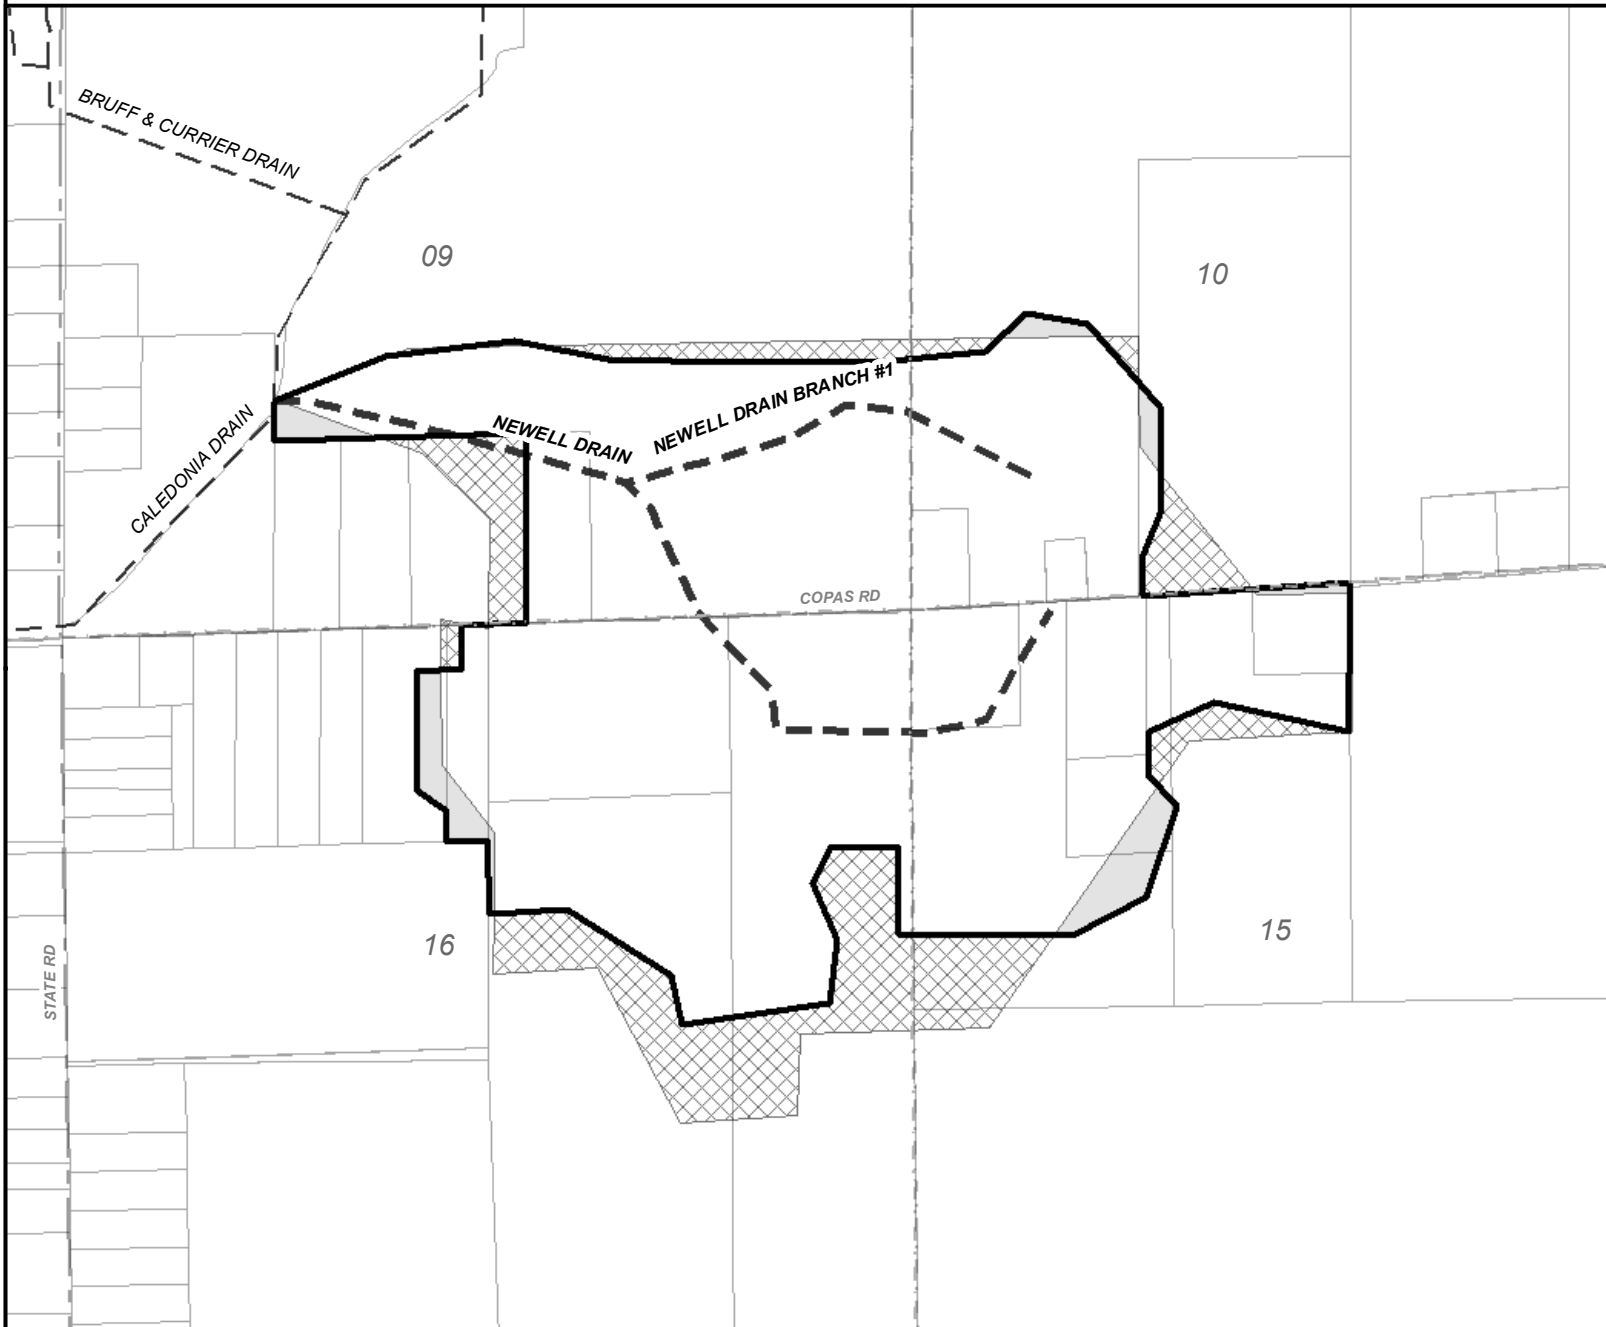 BRUFF & CURRIER DRAIN
09
10
NEWELL DRAIN BRANCH #1
NEWELL DRAIN
CALEDONIA DRAIN
COPAS RD
16
15
STATE RD